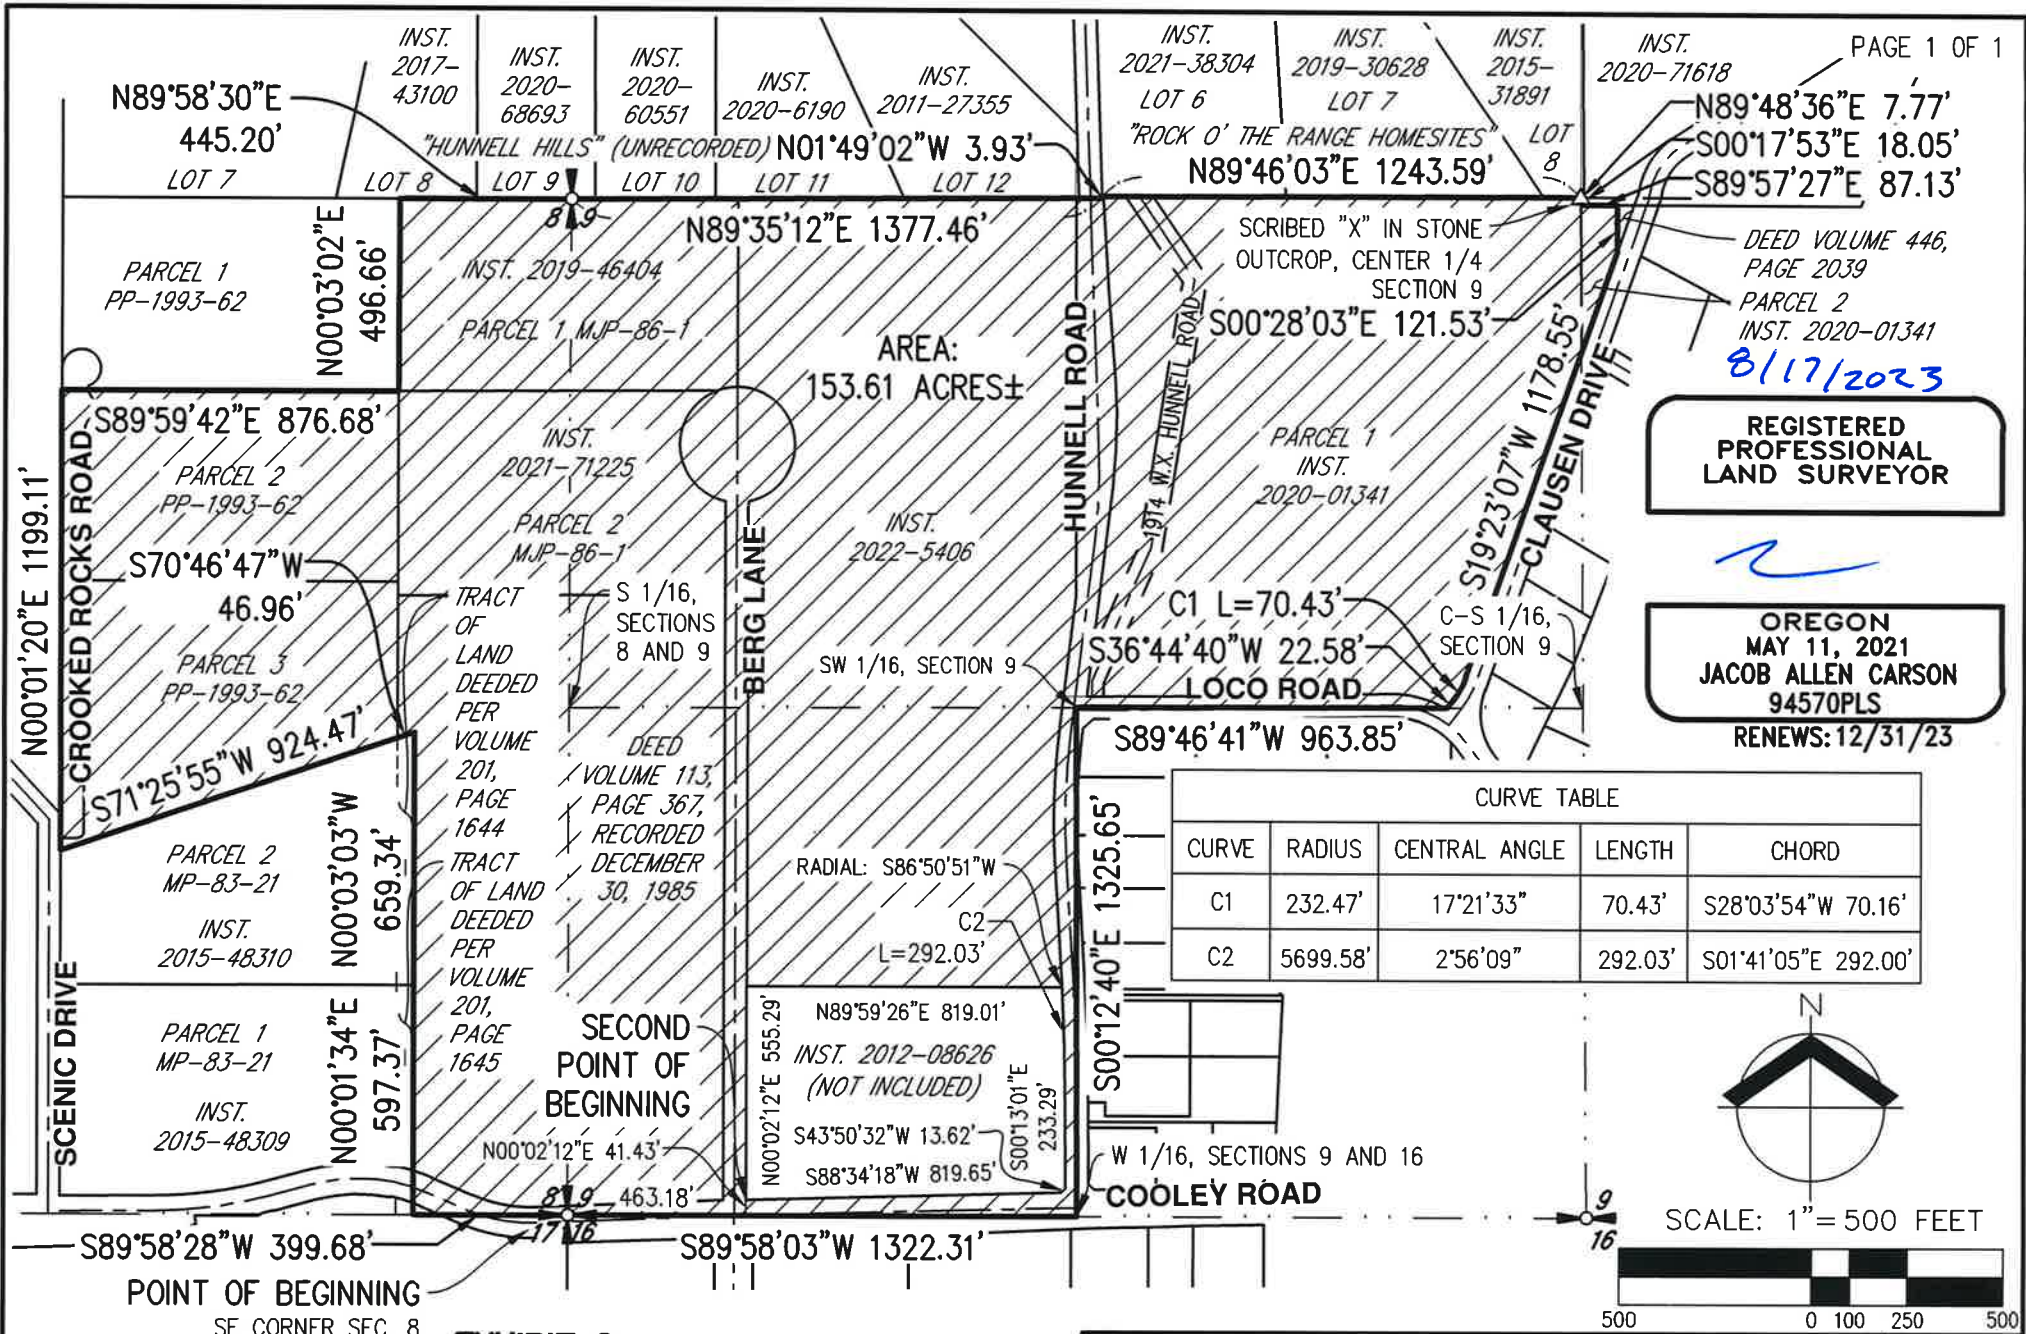 PAGE 1 OF 1
INST.
2017-
43100
INST.
2020-
68693
INST.
2020-
60551
INST.
2020-6190
INST.
2011-27355
INST.
2021-38304
LOT 6
INST.
2019-30628
LOT 7
INST.
2015-
31891
LOT
8
INST.
2020-71618
N89°58'30"E
445.20'
"HUNNELL HILLS" (UNRECORDED)
N01°49'02"W 3.93'
"ROCK O' THE RANGE HOMESITES"
N89°46'03"E 1243.59'
N89°48'36"E 7.77'
S00°17'53"E 18.05'
S89°57'27"E 87.13'
LOT 7
LOT 8
LOT 9
LOT 10
LOT 11
LOT 12
8 9
N89°35'12"E 1377.46'
SCRIBED "X" IN STONE
OUTCROP, CENTER 1/4
SECTION 9
DEED VOLUME 446,
PAGE 2039
PARCEL 2
INST. 2020-01341
8/17/2023
PARCEL 1
PP-1993-62
N00°03'02"E
496.66'
INST. 2019-46404
PARCEL 1 MJP-86-1
AREA:
153.61 ACRES±
HUNNELL ROAD
1914 W.X. HUNNELL ROAD
S00°28'03"E 121.53'
S19°23'07"W 1178.55'
CLAUSEN DRIVE
REGISTERED
PROFESSIONAL
LAND SURVEYOR
OREGON
MAY 11, 2021
JACOB ALLEN CARSON
94570PLS
RENEWS: 12/31/23
S89°59'42"E 876.68'
N00°01'20"E 1199.11'
CROOKED ROCKS ROAD
PARCEL 2
PP-1993-62
INST.
2021-71225
PARCEL 2
MJP-86-1
BERG LANE
INST.
2022-5406
PARCEL 1
INST.
2020-01341
S70°46'47"W
46.96'
PARCEL 3
PP-1993-62
S71°25'55"W 924.47'
TRACT
OF
LAND
DEEDED
PER
VOLUME
201,
PAGE
1644
S 1/16,
SECTIONS
8 AND 9
SW 1/16, SECTION 9
C1 L=70.43'
S36°44'40"W 22.58'
LOCO ROAD
C-S 1/16,
SECTION 9
S89°46'41"W 963.85'
DEED
VOLUME 113,
PAGE 367,
RECORDED
DECEMBER
30, 1985
TRACT
OF LAND
DEEDED
PER
VOLUME
201,
PAGE
1645
PARCEL 2
MP-83-21
INST.
2015-48310
N00°03'03"W
659.34'
SCENIC DRIVE
PARCEL 1
MP-83-21
INST.
2015-48309
N00°01'34"E
597.37'
RADIAL: S86°50'51"W
C2
L=292.03'
S00°12'40"E 1325.65'
CURVE TABLE
CURVE RADIUS CENTRAL ANGLE LENGTH CHORD
C1 232.47' 17°21'33" 70.43' S28°03'54"W 70.16'
C2 5699.58' 2°56'09" 292.03' S01°41'05"E 292.00'
SECOND
POINT OF
BEGINNING
N00°02'12"E 555.29'
N89°59'26"E 819.01'
INST. 2012-08626
(NOT INCLUDED)
S00°13'01"E
233.29'
S43°50'32"W 13.62'
S88°34'18"W 819.65'
N00°02'12"E 41.43'
463.18'
W 1/16, SECTIONS 9 AND 16
COOLEY ROAD
8 9
17 16
S89°58'28"W 399.68'
S89°58'03"W 1322.31'
POINT OF BEGINNING
SE CORNER SEC. 8
N
9
16
SCALE: 1"= 500 FEET
500 0 100 250 500